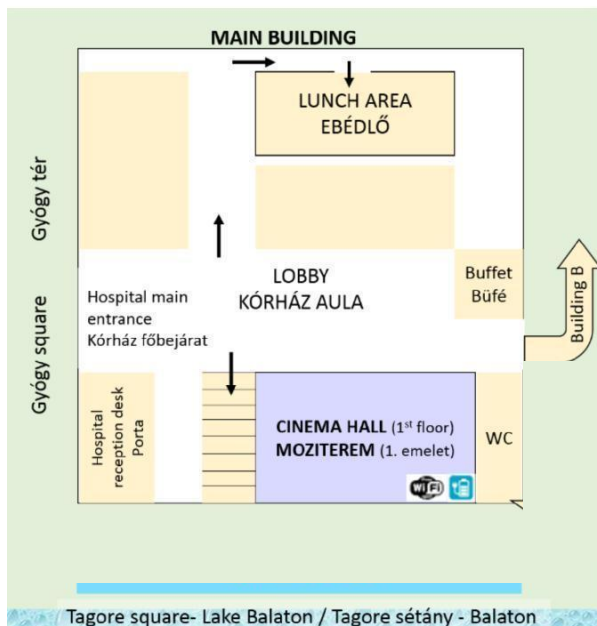 MAIN BUILDING
LUNCH AREA
EBÉDLŐ
Gyógy tér
LOBBY
KÓRHÁZ AULA
Buffet
Büfé
Building B
Hospital main
entrance
Kórház főbejárat
Gyógy square
Hospital
reception desk
Porta
CINEMA HALL (1st floor)
MOZITEREM (1. emelet)
WC
WiFi
Tagore square- Lake Balaton / Tagore sétány - Balaton